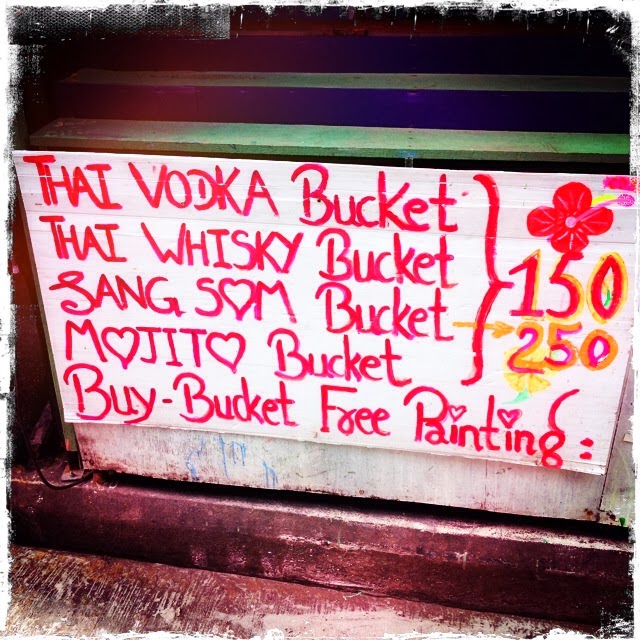 THAI VODKA Bucket
THAI WHISKY Bucket
SANG SOM Bucket
MOJITO Bucket
150
250
Buy-Bucket Free Painting: